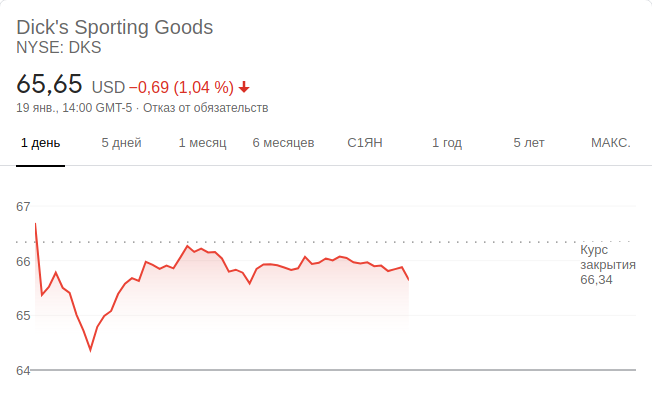 Dick's Sporting Goods
NYSE: DKS
65,65 USD −0,69 (1,04 %)
19 янв., 14:00 GMT-5 · Отказ от обязательств
1 день 5 дней 1 месяц 6 месяцев С1ЯН 1 год 5 лет МАКС.
67
66
65
64
Курс
закрытия
66,34